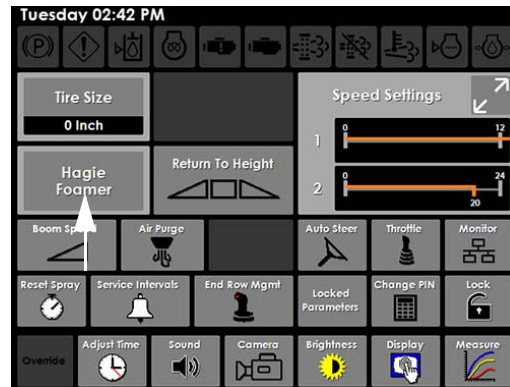 Tuesday 02:42 PM
(P)
Tire Size
0 Inch
Speed Settings
1
0
12
Hagie
Foamer
Return To Height
2
0
24
20
Boom
Air Purge
Auto Steer
Throttle
Monitor
Reset Spray
Service Intervals
End Row Mgmt
Locked
Parameters
Change PIN
Lock
Override
Adjust Time
Sound
Camera
Brightness
Display
Measure